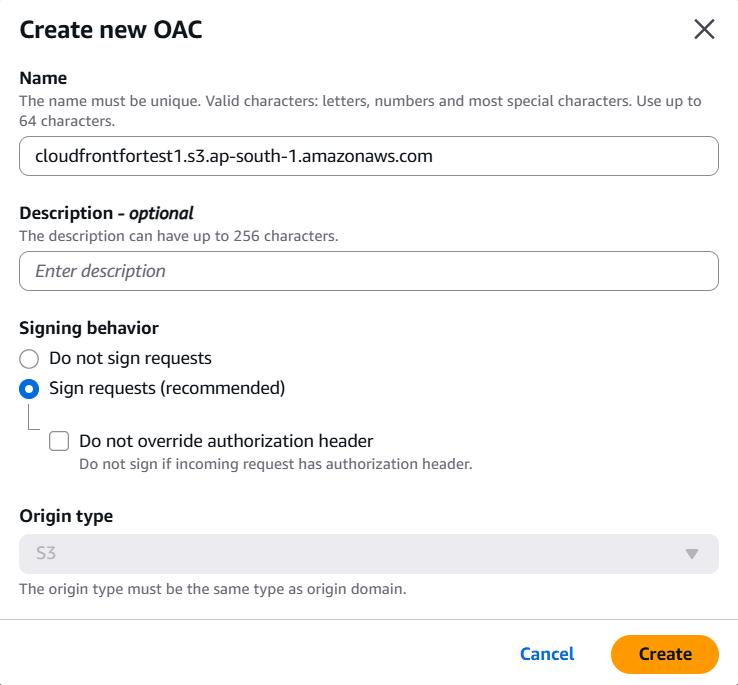 Create new OAC
Name
The name must be unique. Valid characters: letters, numbers and most special characters. Use up to
64 characters.
cloudfrontfortest1.s3.ap-south-1.amazonaws.com
Description - optional
The description can have up to 256 characters.
Enter description
Signing behavior
Do not sign requests
Sign requests (recommended)
Do not override authorization header
Do not sign if incoming request has authorization header.
Origin type
S3
The origin type must be the same type as origin domain.
Cancel Create